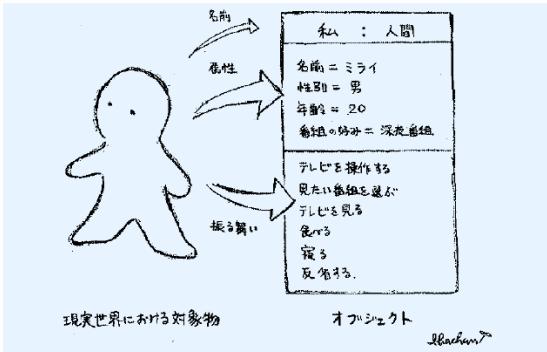 名前
属性
振る舞い
私 : 人間
名前 = ミライ
性別 = 男
年齢 = 20
番組の好み = 深夜番組
テレビを操作する
見たい番組を選ぶ
テレビを見る
食べる
寝る
反省する.
現実世界における対象物
オブジェクト